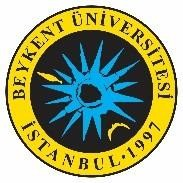 BEYKENT ÜNİVERSİTESİ
İSTANBUL · 1997